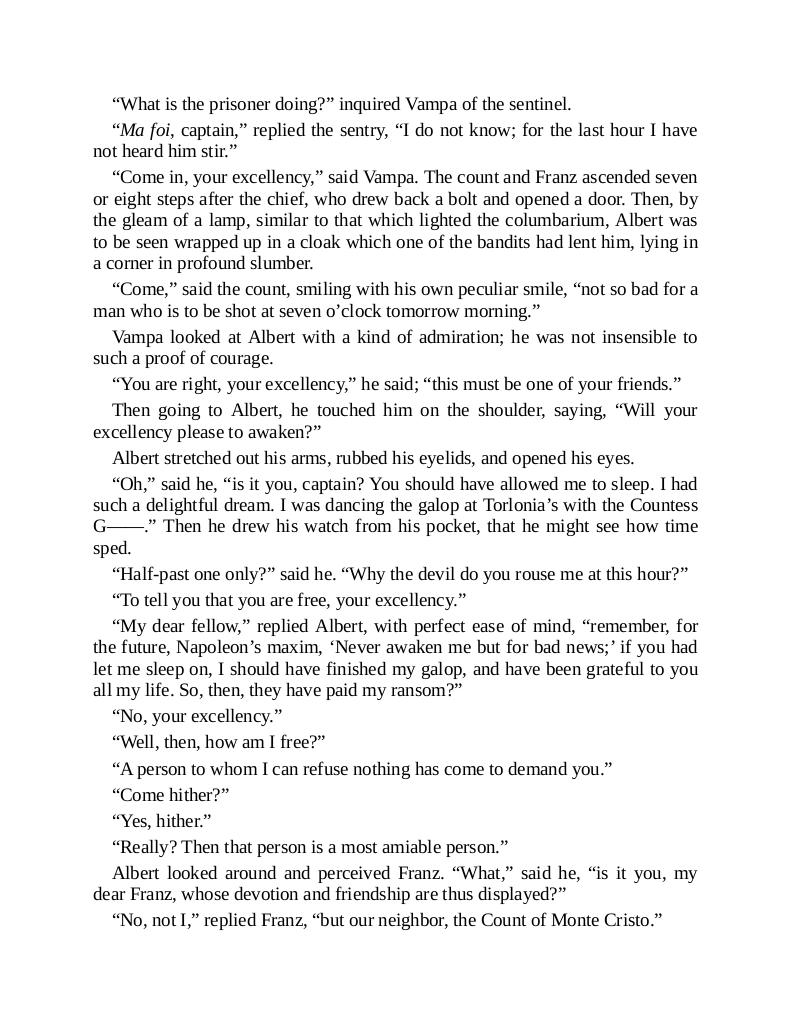 “What is the prisoner doing?” inquired Vampa of the sentinel.
“Ma foi, captain,” replied the sentry, “I do not know; for the last hour I have
not heard him stir.”
“Come in, your excellency,” said Vampa. The count and Franz ascended seven
or eight steps after the chief, who drew back a bolt and opened a door. Then, by
the gleam of a lamp, similar to that which lighted the columbarium, Albert was
to be seen wrapped up in a cloak which one of the bandits had lent him, lying in
a corner in profound slumber.
“Come,” said the count, smiling with his own peculiar smile, “not so bad for a
man who is to be shot at seven o’clock tomorrow morning.”
Vampa looked at Albert with a kind of admiration; he was not insensible to
such a proof of courage.
“You are right, your excellency,” he said; “this must be one of your friends.”
Then going to Albert, he touched him on the shoulder, saying, “Will your
excellency please to awaken?”
Albert stretched out his arms, rubbed his eyelids, and opened his eyes.
“Oh,” said he, “is it you, captain? You should have allowed me to sleep. I had
such a delightful dream. I was dancing the galop at Torlonia’s with the Countess
G——.” Then he drew his watch from his pocket, that he might see how time
sped.
“Half-past one only?” said he. “Why the devil do you rouse me at this hour?”
“To tell you that you are free, your excellency.”
“My dear fellow,” replied Albert, with perfect ease of mind, “remember, for
the future, Napoleon’s maxim, ‘Never awaken me but for bad news;’ if you had
let me sleep on, I should have finished my galop, and have been grateful to you
all my life. So, then, they have paid my ransom?”
“No, your excellency.”
“Well, then, how am I free?”
“A person to whom I can refuse nothing has come to demand you.”
“Come hither?”
“Yes, hither.”
“Really? Then that person is a most amiable person.”
Albert looked around and perceived Franz. “What,” said he, “is it you, my
dear Franz, whose devotion and friendship are thus displayed?”
“No, not I,” replied Franz, “but our neighbor, the Count of Monte Cristo.”